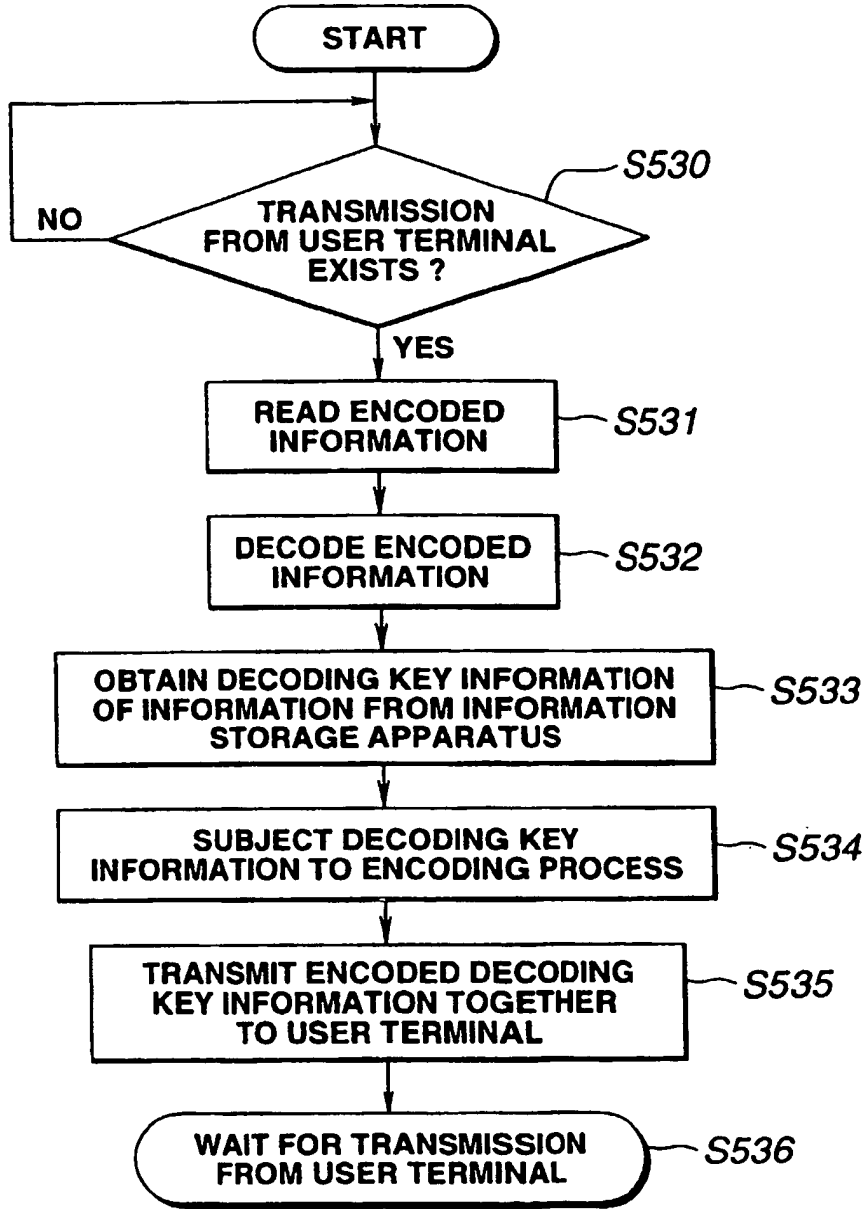 START
S530
NO
TRANSMISSION
FROM USER TERMINAL
EXISTS ?
YES
READ ENCODED
INFORMATION
S531
DECODE ENCODED
INFORMATION
S532
OBTAIN DECODING KEY INFORMATION
OF INFORMATION FROM INFORMATION
STORAGE APPARATUS
S533
SUBJECT DECODING KEY
INFORMATION TO ENCODING PROCESS
S534
TRANSMIT ENCODED DECODING
KEY INFORMATION TOGETHER
TO USER TERMINAL
S535
WAIT FOR TRANSMISSION
FROM USER TERMINAL
S536